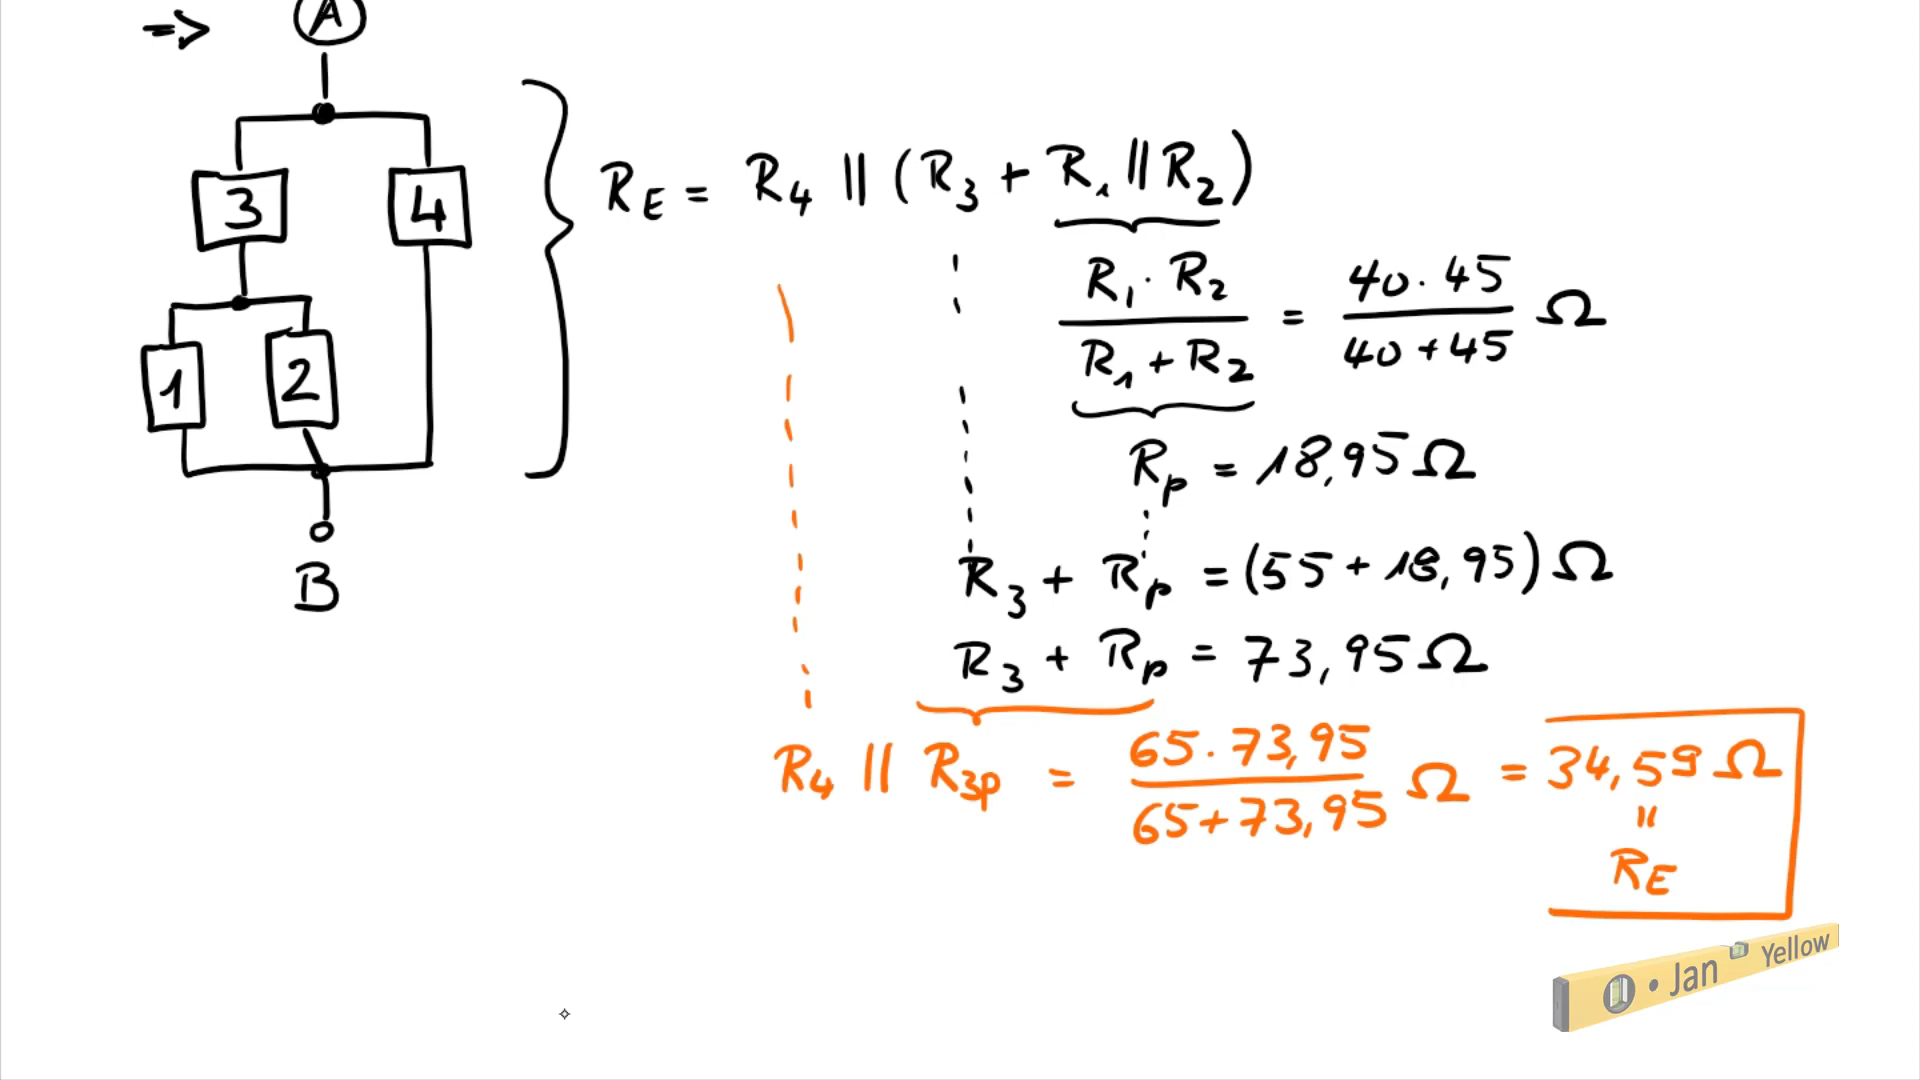 => A
3 4
1 2
B
R_E = R_4 || (R_3 + R_1 || R_2)
R_1 · R_2 / R_1 + R_2 = 40 · 45 / 40 + 45 Ω
R_p = 18,95 Ω
R_3 + R_p = (55 + 18,95) Ω
R_3 + R_p = 73,95 Ω
R_4 || R_3p = 65 · 73,95 / 65 + 73,95 Ω = 34,59 Ω
=
R_E
Jan Yellow